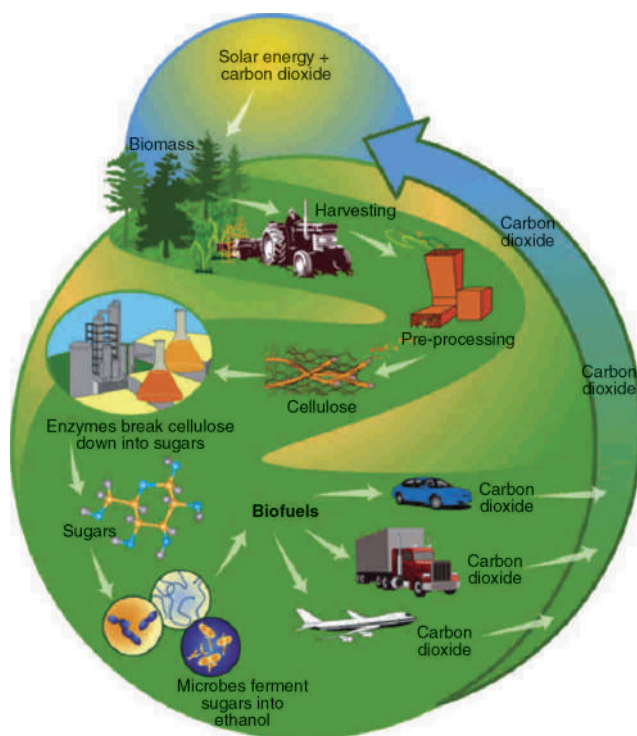 Solar energy +
carbon dioxide
Biomass
Harvesting
Carbon
dioxide
Pre-processing
Carbon
dioxide
Cellulose
Enzymes break cellulose
down into sugars
Sugars
Biofuels
Carbon
dioxide
Carbon
dioxide
Carbon
dioxide
Microbes ferment
sugars into
ethanol